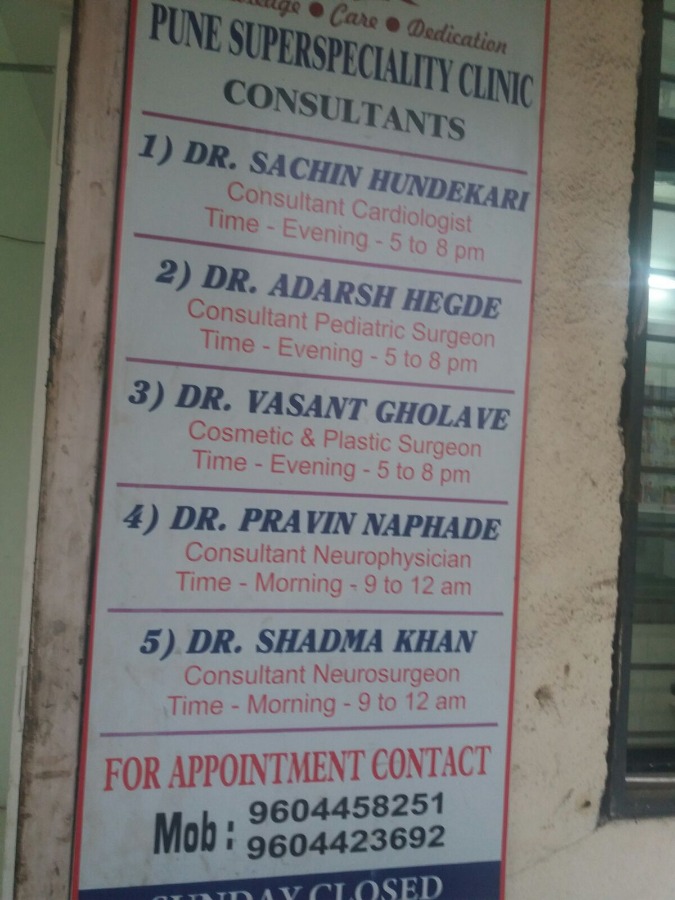 ● Care ● Dedication
PUNE SUPERSPECIALITY CLINIC
CONSULTANTS
1) DR. SACHIN HUNDEKARI
Consultant Cardiologist
Time - Evening - 5 to 8 pm
2) DR. ADARSH HEGDE
Consultant Pediatric Surgeon
Time - Evening - 5 to 8 pm
3) DR. VASANT GHOLAVE
Cosmetic & Plastic Surgeon
Time - Evening - 5 to 8 pm
4) DR. PRAVIN NAPHADE
Consultant Neurophysician
Time - Morning - 9 to 12 am
5) DR. SHADMA KHAN
Consultant Neurosurgeon
Time - Morning - 9 to 12 am
FOR APPOINTMENT CONTACT
Mob : 9604458251
9604423692
SUNDAY CLOSED